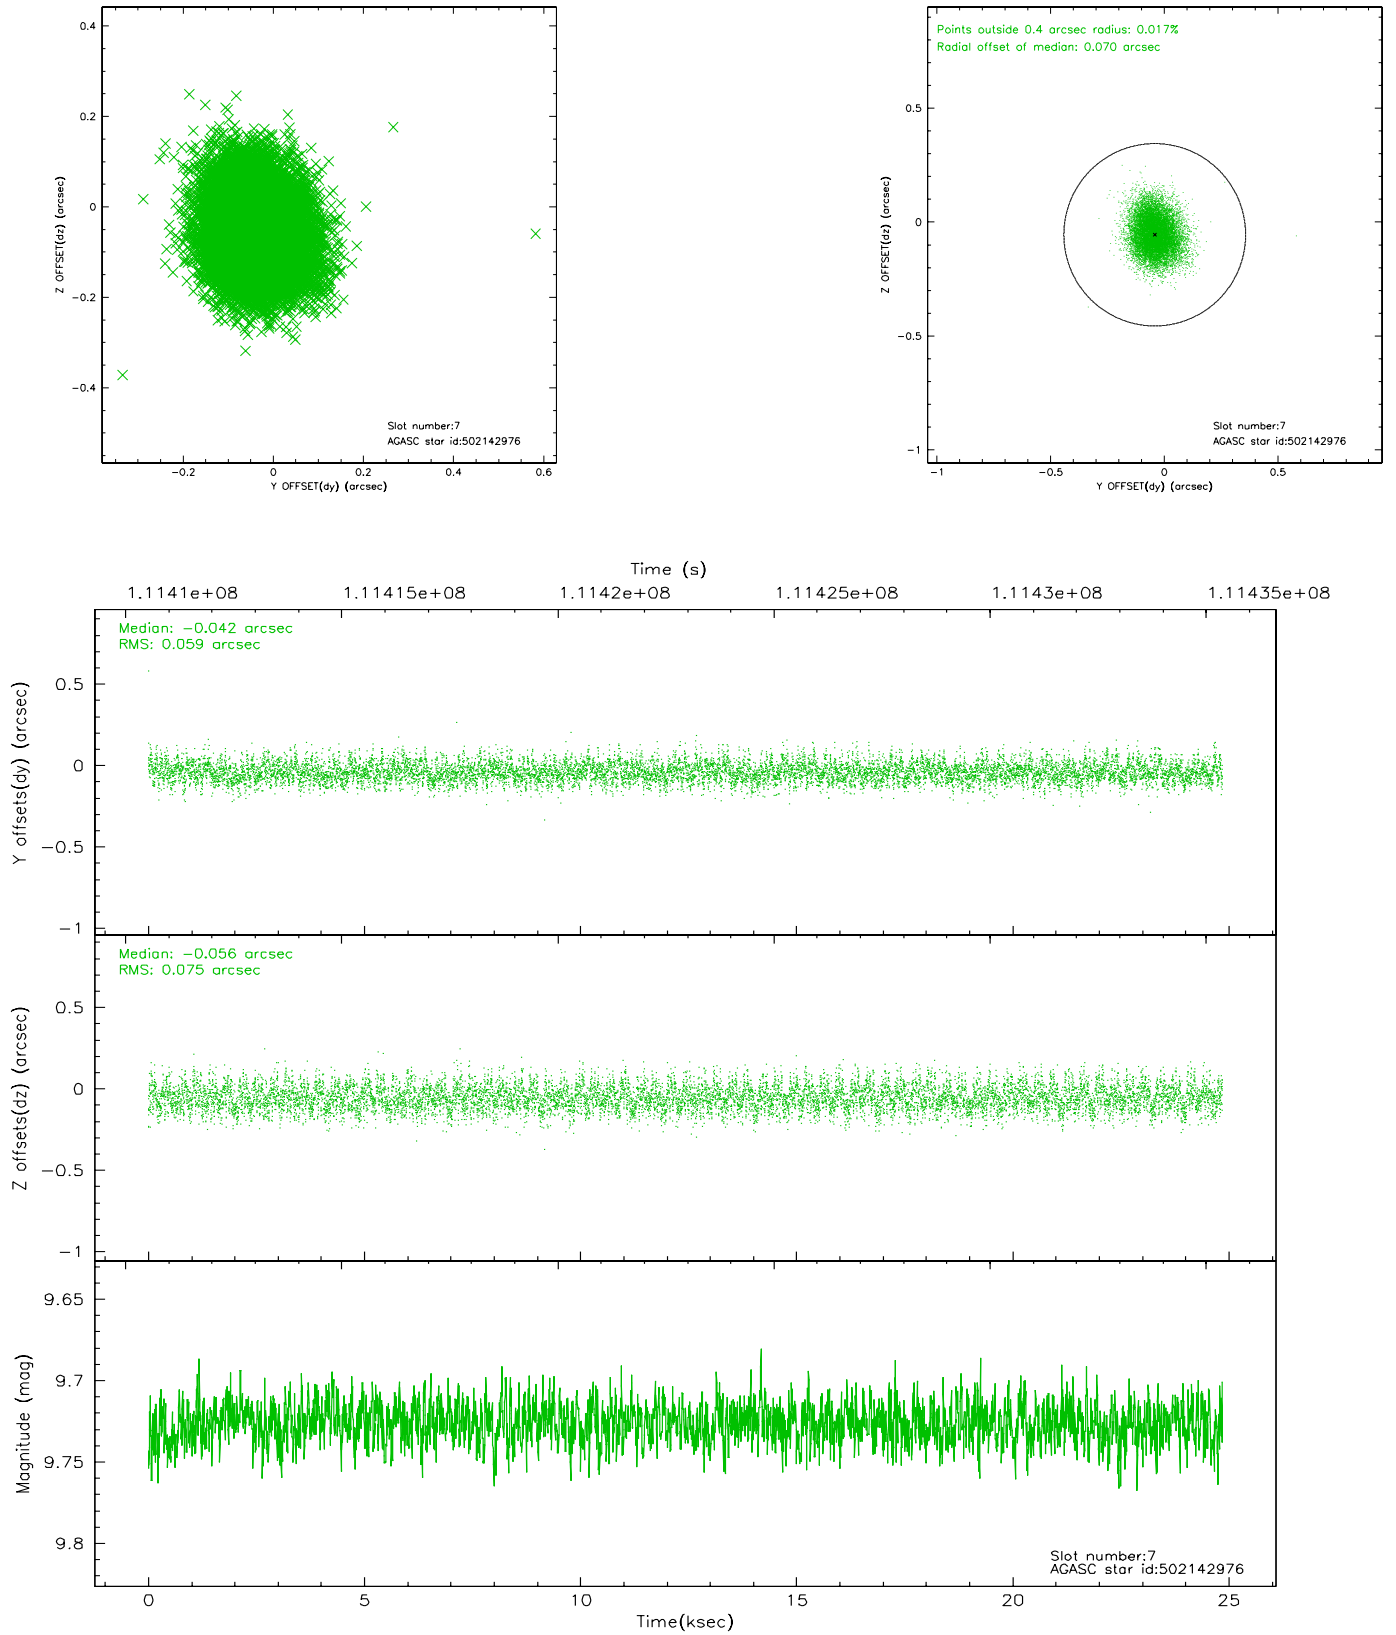 0.4
0.2
0
−0.2
−0.4
Z OFFSET(dz) (arcsec)
Slot number:7
AGASC star id:502142976
−0.2 0 0.2 0.4 0.6
Y OFFSET(dy) (arcsec)
Points outside 0.4 arcsec radius: 0.017%
Radial offset of median: 0.070 arcsec
0.5
0
−0.5
−1
Z OFFSET(dz) (arcsec)
Slot number:7
AGASC star id:502142976
−1 −0.5 0 0.5
Y OFFSET(dy) (arcsec)
Time (s)
1.1141e+08 1.11415e+08 1.1142e+08 1.11425e+08 1.1143e+08 1.11435e+08
Median: −0.042 arcsec
RMS: 0.059 arcsec
0.5
0
−0.5
−1
Y offsets(dy) (arcsec)
Median: −0.056 arcsec
RMS: 0.075 arcsec
0.5
0
−0.5
−1
Z offsets(dz) (arcsec)
9.65
9.7
9.75
9.8
Magnitude (mag)
Slot number:7
AGASC star id:502142976
0 5 10 15 20 25
Time(ksec)